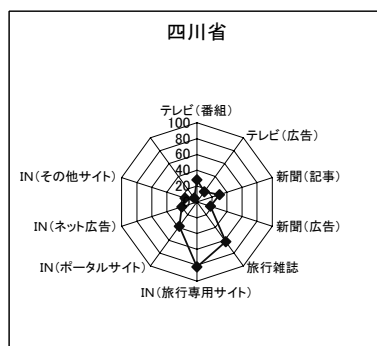 四川省
テレビ(番組)
100
80
60
40
20
テレビ(広告)
IN(その他サイト)
新聞(記事)
IN(ネット広告)
新聞(広告)
IN(ポータルサイト)
旅行雑誌
IN(旅行専用サイト)